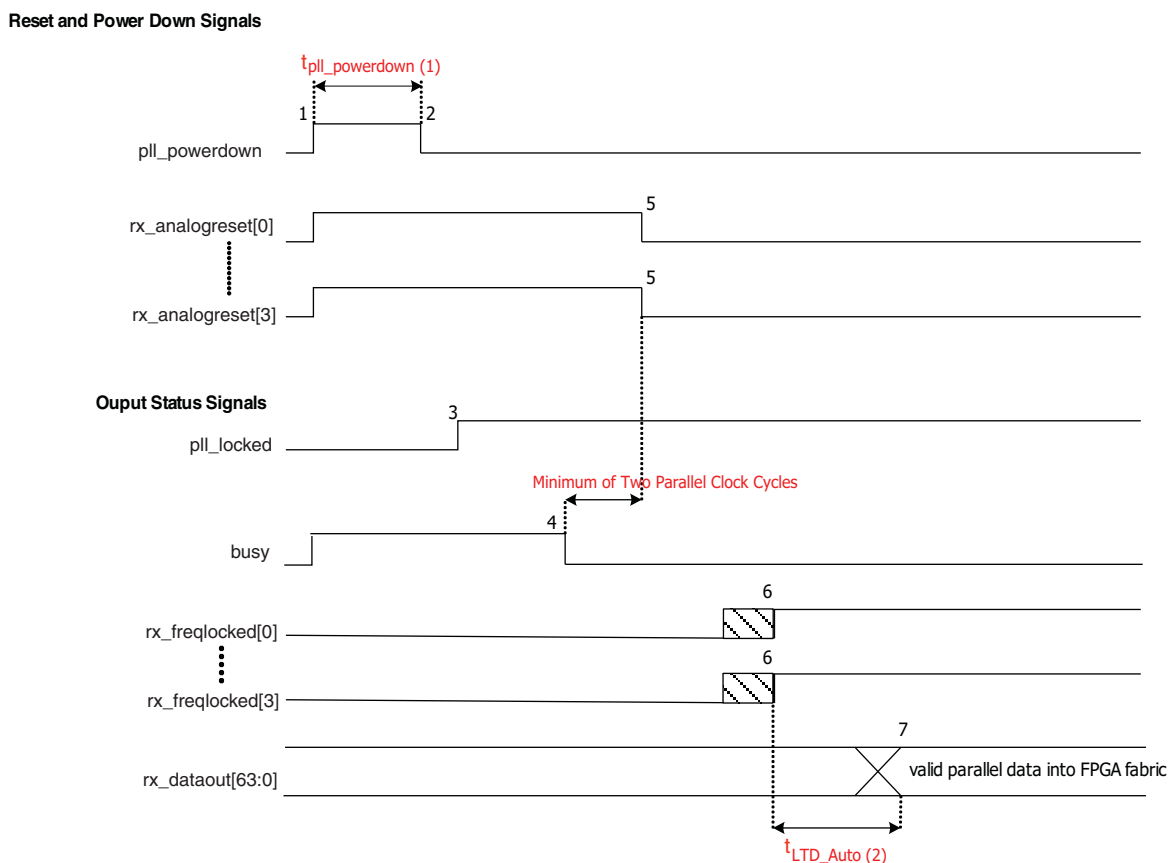 Reset and Power Down Signals
tpll_powerdown (1)
1
2
pll_powerdown
5
rx_analogreset[0]
5
rx_analogreset[3]
Ouput Status Signals
3
pll_locked
Minimum of Two Parallel Clock Cycles
4
busy
6
rx_freqlocked[0]
6
rx_freqlocked[3]
7
valid parallel data into FPGA fabric
rx_dataout[63:0]
tLTD_Auto (2)